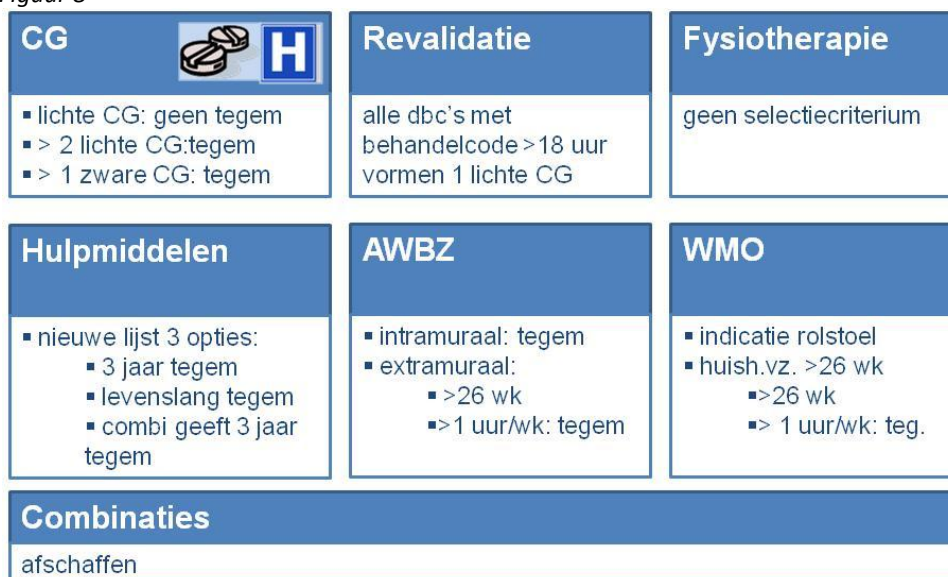 CG
H
▪ lichte CG: geen tegem
▪ > 2 lichte CG:tegem
▪ > 1 zware CG: tegem
Revalidatie
alle dbc's met
behandelcode >18 uur
vormen 1 lichte CG
Fysiotherapie
geen selectiecriterium
Hulpmiddelen
▪ nieuwe lijst 3 opties:
▪ 3 jaar tegem
▪ levenslang tegem
▪ combi geeft 3 jaar
tegem
AWBZ
▪ intramuraal: tegem
▪ extramuraal:
▪ >26 wk
▪>1 uur/wk: tegem
WMO
▪ indicatie rolstoel
▪ huish.vz. >26 wk
▪>26 wk
▪> 1 uur/wk: teg.
Combinaties
afschaffen